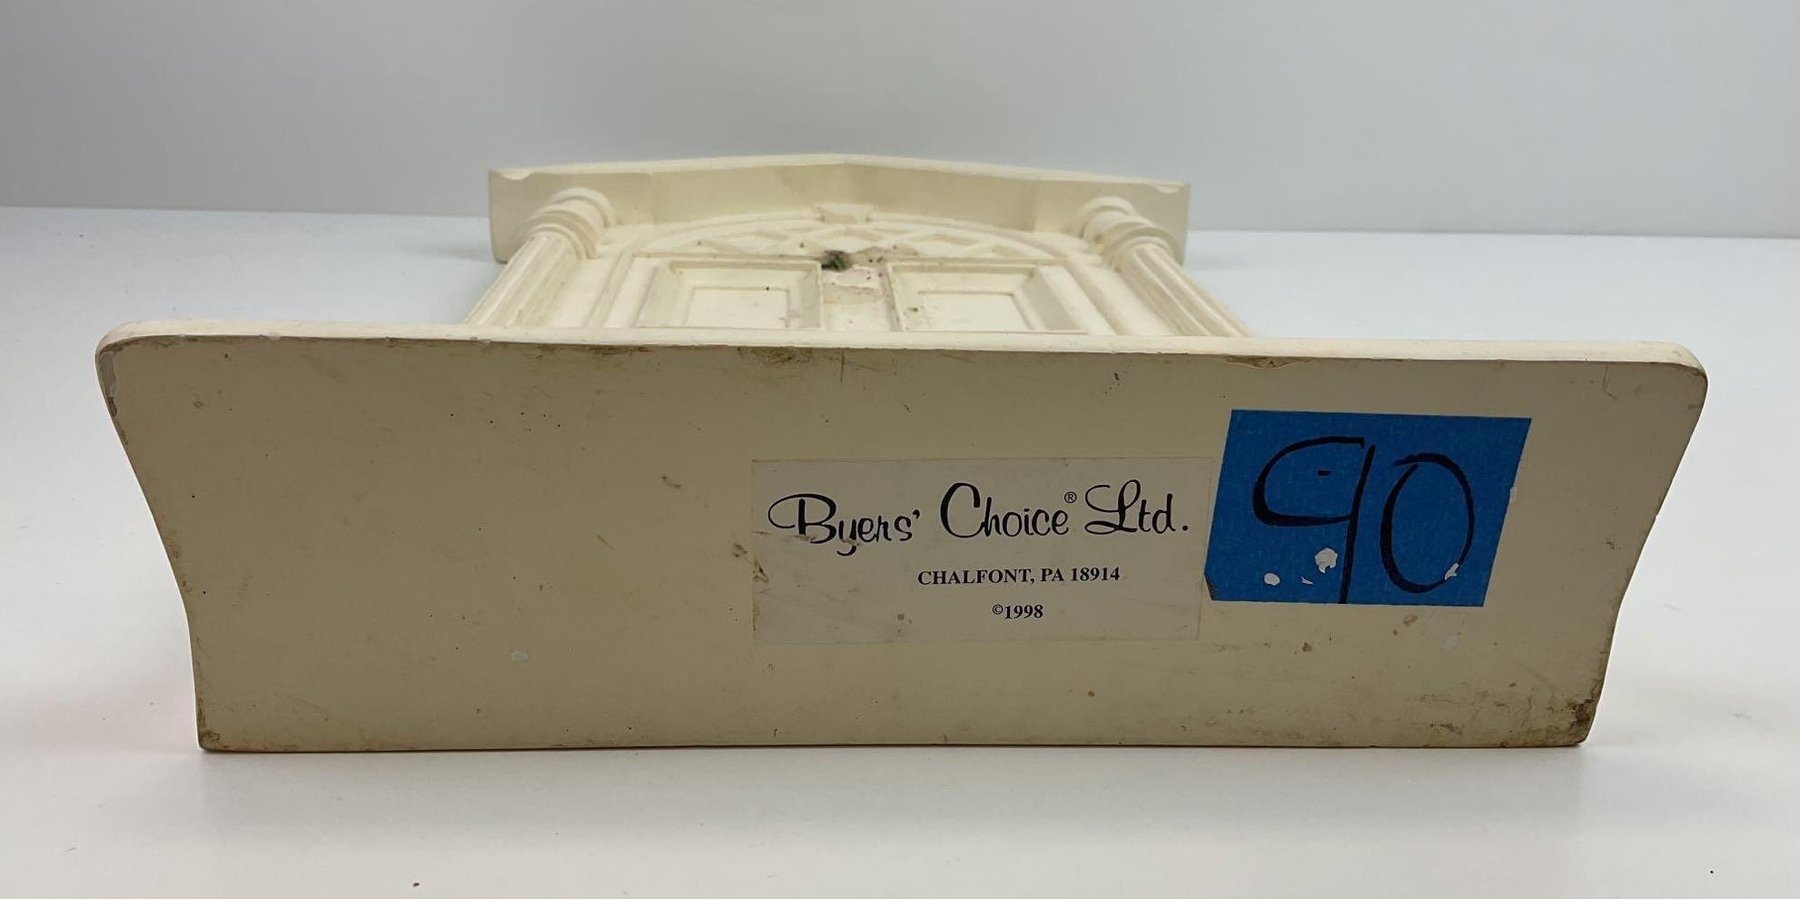 Byers' Choice® Ltd.
CHALFONT, PA 18914
©1998
90